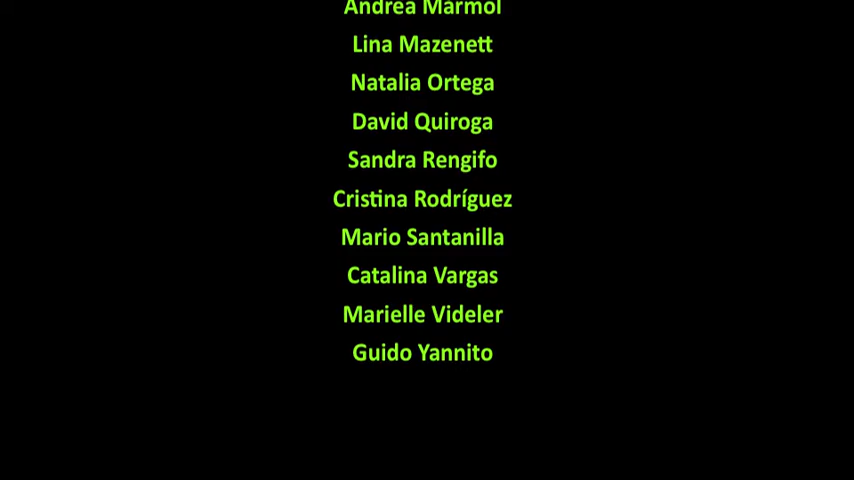 Andrea Marmol
Lina Mazenett
Natalia Ortega
David Quiroga
Sandra Rengifo
Cristina Rodríguez
Mario Santanilla
Catalina Vargas
Marielle Videler
Guido Yannito